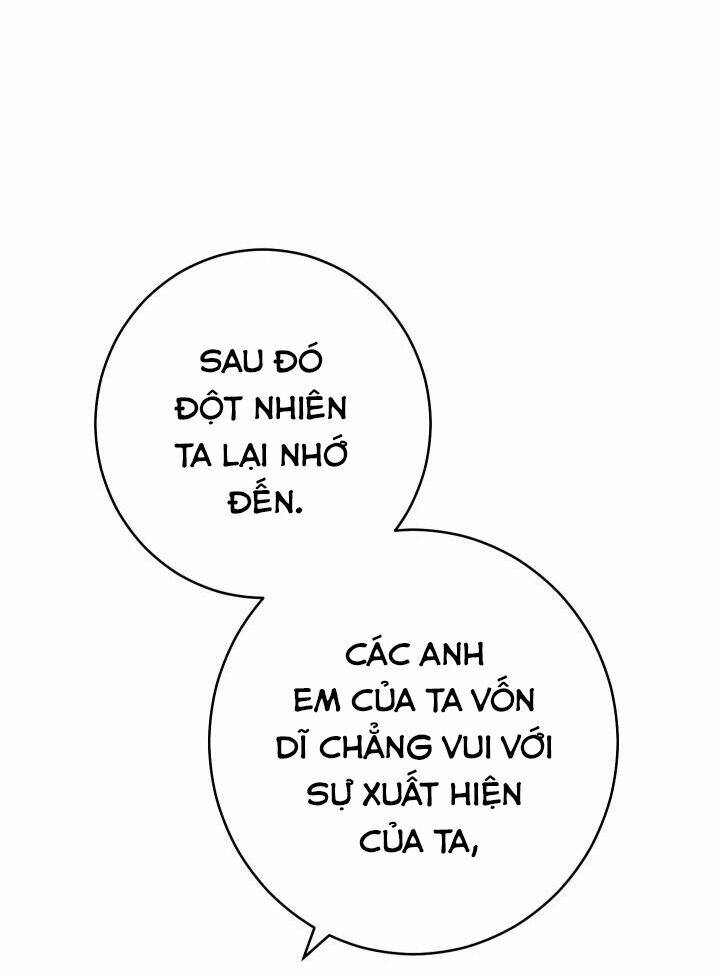 SAU ĐÓ
ĐỘT NHIÊN
TA LẠI NHỚ
ĐẾN.
CÁC ANH
EM CỦA TA VỐN
DĨ CHẲNG VUI VỚI
SỰ XUẤT HIỆN
CỦA TA,